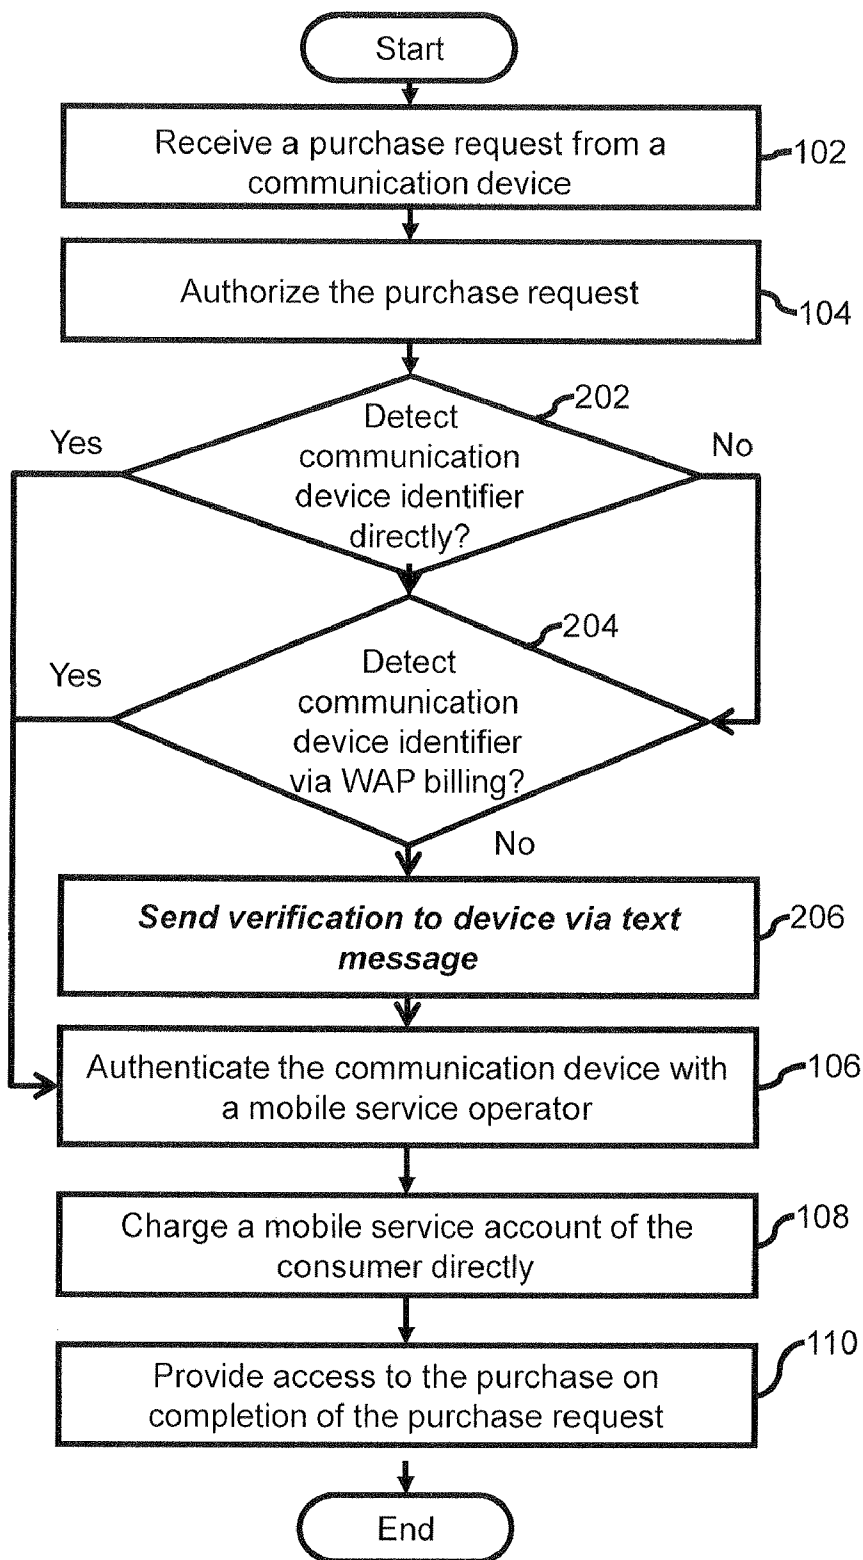 Start
Receive a purchase request from a
communication device
102
Authorize the purchase request
104
202
Detect
communication
device identifier
directly?
Yes
No
204
Detect
communication
device identifier
via WAP billing?
Yes
No
Send verification to device via text
message
206
Authenticate the communication device with
a mobile service operator
106
Charge a mobile service account of the
consumer directly
108
Provide access to the purchase on
completion of the purchase request
110
End